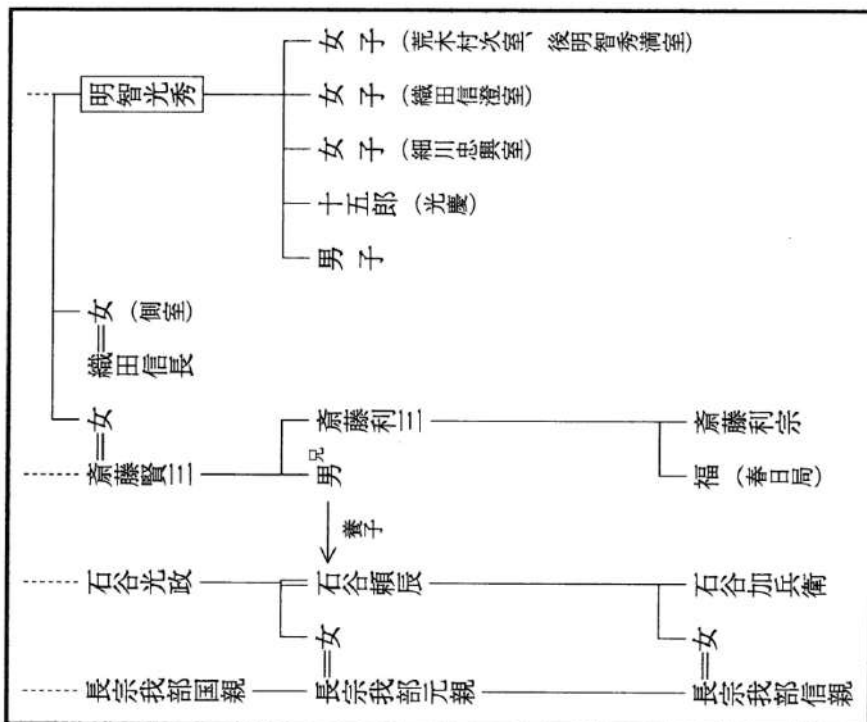 明智光秀
女子(荒木村次室、後明智秀満室)
女子(織田信澄室)
女子(細川忠興室)
十五郎(光慶)
男子
女(側室)
織田信長
女
斎藤賢三
斎藤利三
兄
男
養子
斎藤利宗
福(春日局)
石谷光政
石谷頼辰
女
石谷加兵衛
女
長宗我部国親
長宗我部元親
長宗我部信親